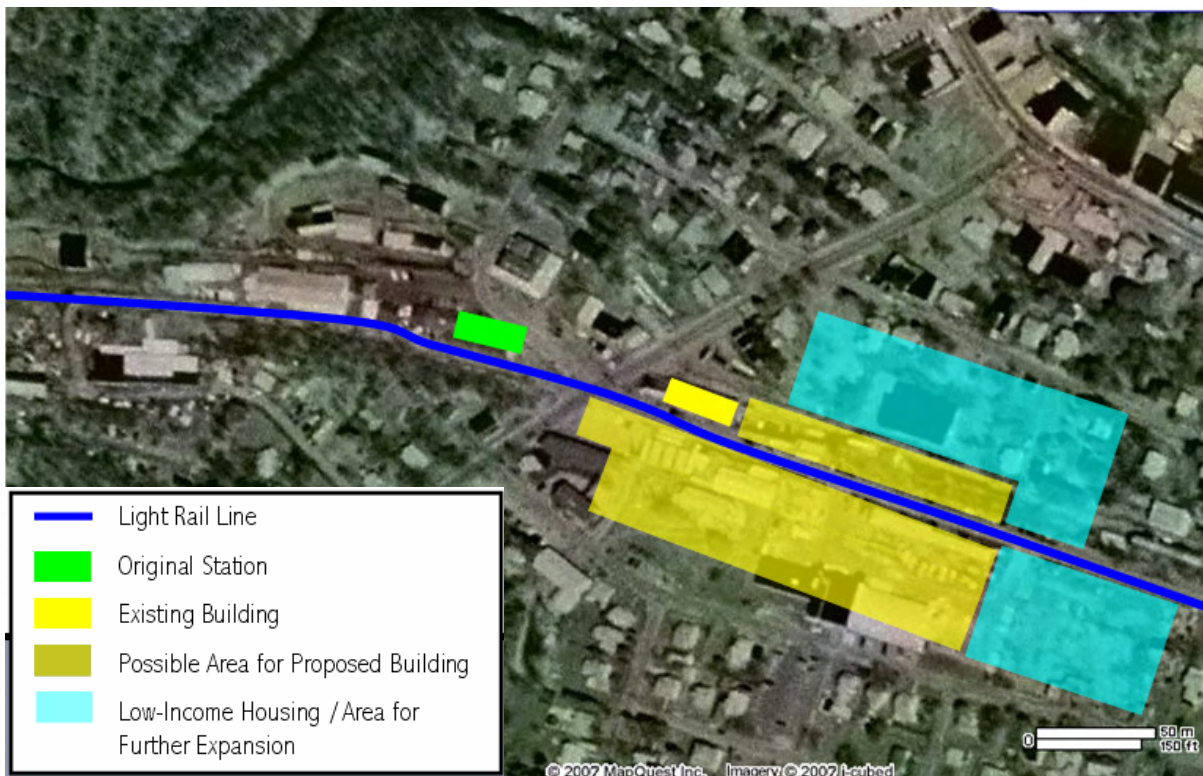 Light Rail Line
Original Station
Existing Building
Possible Area for Proposed Building
Low-Income Housing / Area for
Further Expansion
0
50 m
150 ft
© 2007 MapQuest Inc. Imagery © 2007 i-cubed